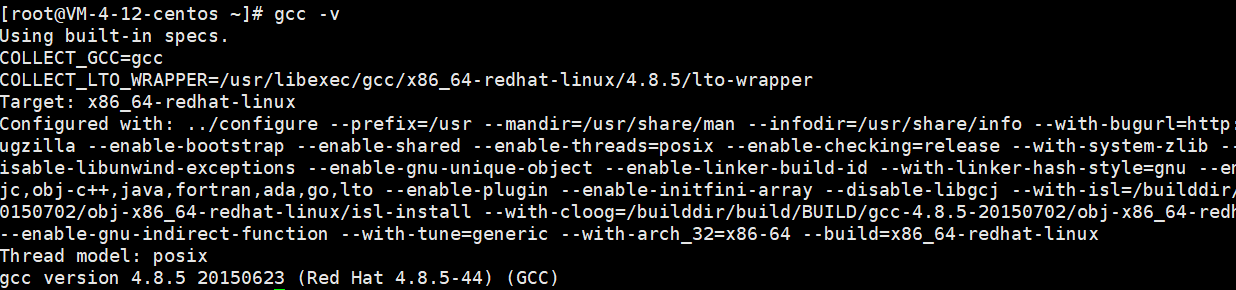 [root@VM-4-12-centos ~]# gcc -v
Using built-in specs.
COLLECT_GCC=gcc
COLLECT_LTO_WRAPPER=/usr/libexec/gcc/x86_64-redhat-linux/4.8.5/lto-wrapper
Target: x86_64-redhat-linux
Configured with: ../configure --prefix=/usr --mandir=/usr/share/man --infodir=/usr/share/info --with-bugurl=http:
ugzilla --enable-bootstrap --enable-shared --enable-threads=posix --enable-checking=release --with-system-zlib --
isable-libunwind-exceptions --enable-gnu-unique-object --enable-linker-build-id --with-linker-hash-style=gnu --en
jc,obj-c++,java,fortran,ada,go,lto --enable-plugin --enable-initfini-array --disable-libgcj --with-isl=/builddir/
0150702/obj-x86_64-redhat-linux/isl-install --with-cloog=/builddir/build/BUILD/gcc-4.8.5-20150702/obj-x86_64-redh
--enable-gnu-indirect-function --with-tune=generic --with-arch_32=x86-64 --build=x86_64-redhat-linux
Thread model: posix
gcc version 4.8.5 20150623 (Red Hat 4.8.5-44) (GCC)